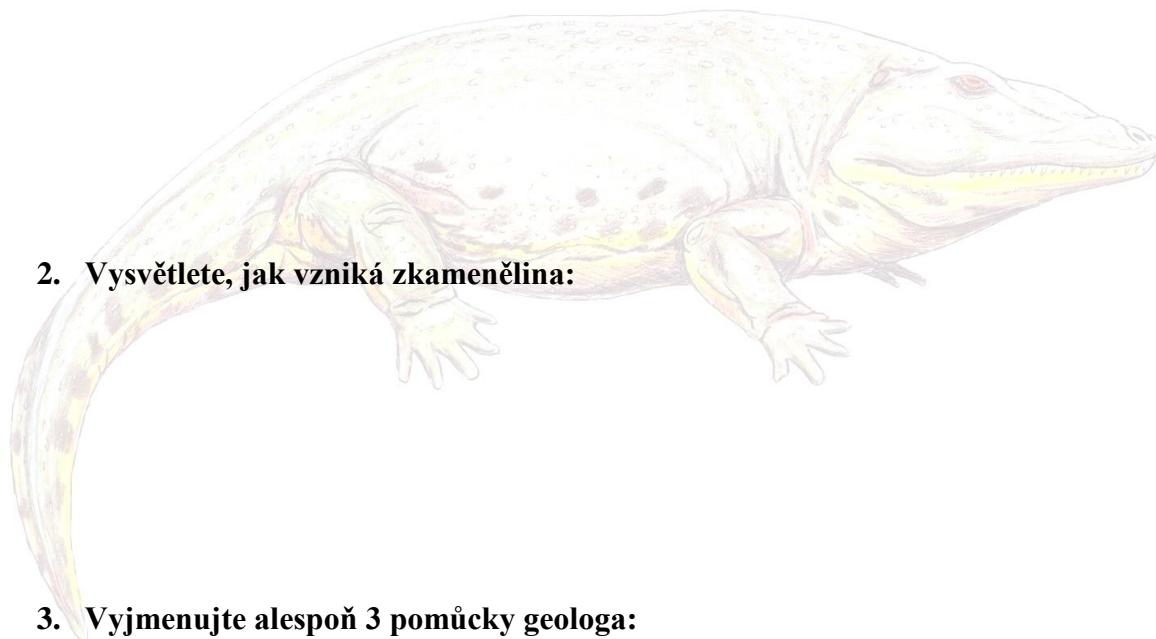 2. Vysvětlete, jak vzniká zkamenělina:
3. Vyjmenujte alespoň 3 pomůcky geologa: